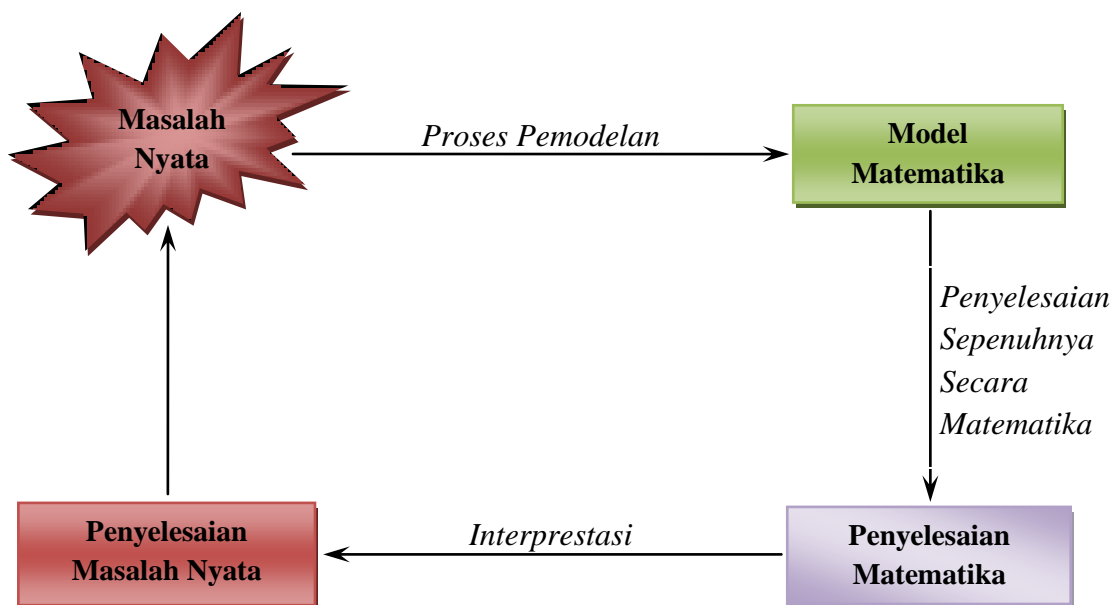 Masalah
Nyata
Proses Pemodelan
Model
Matematika
Penyelesaian
Sepenuhnya
Secara
Matematika
Penyelesaian
Masalah Nyata
Interprestasi
Penyelesaian
Matematika